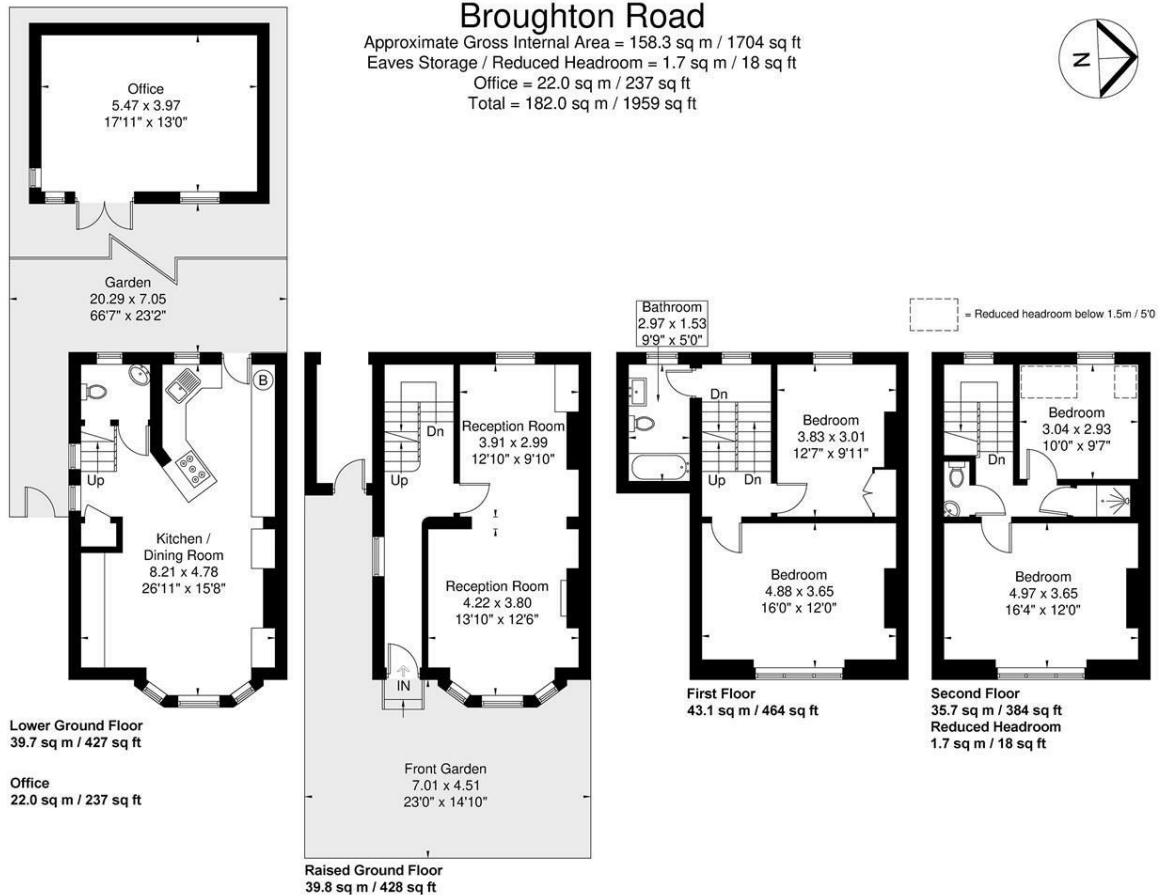 Broughton Road
Approximate Gross Internal Area = 158.3 sq m / 1704 sq ft
Eaves Storage / Reduced Headroom = 1.7 sq m / 18 sq ft
Office = 22.0 sq m / 237 sq ft
Total = 182.0 sq m / 1959 sq ft
N
Office
5.47 x 3.97
17'11" x 13'0"
Garden
20.29 x 7.05
66'7" x 23'2"
B
Up
Kitchen /
Dining Room
8.21 x 4.78
26'11" x 15'8"
Lower Ground Floor
39.7 sq m / 427 sq ft
Office
22.0 sq m / 237 sq ft
Dn
Up
Reception Room
3.91 x 2.99
12'10" x 9'10"
Reception Room
4.22 x 3.80
13'10" x 12'6"
IN
Front Garden
7.01 x 4.51
23'0" x 14'10"
Raised Ground Floor
39.8 sq m / 428 sq ft
Bathroom
2.97 x 1.53
9'9" x 5'0"
Dn
Up
Dn
Bedroom
3.83 x 3.01
12'7" x 9'11"
Bedroom
4.88 x 3.65
16'0" x 12'0"
First Floor
43.1 sq m / 464 sq ft
= Reduced headroom below 1.5m / 5'0
Dn
Bedroom
3.04 x 2.93
10'0" x 9'7"
Bedroom
4.97 x 3.65
16'4" x 12'0"
Second Floor
35.7 sq m / 384 sq ft
Reduced Headroom
1.7 sq m / 18 sq ft